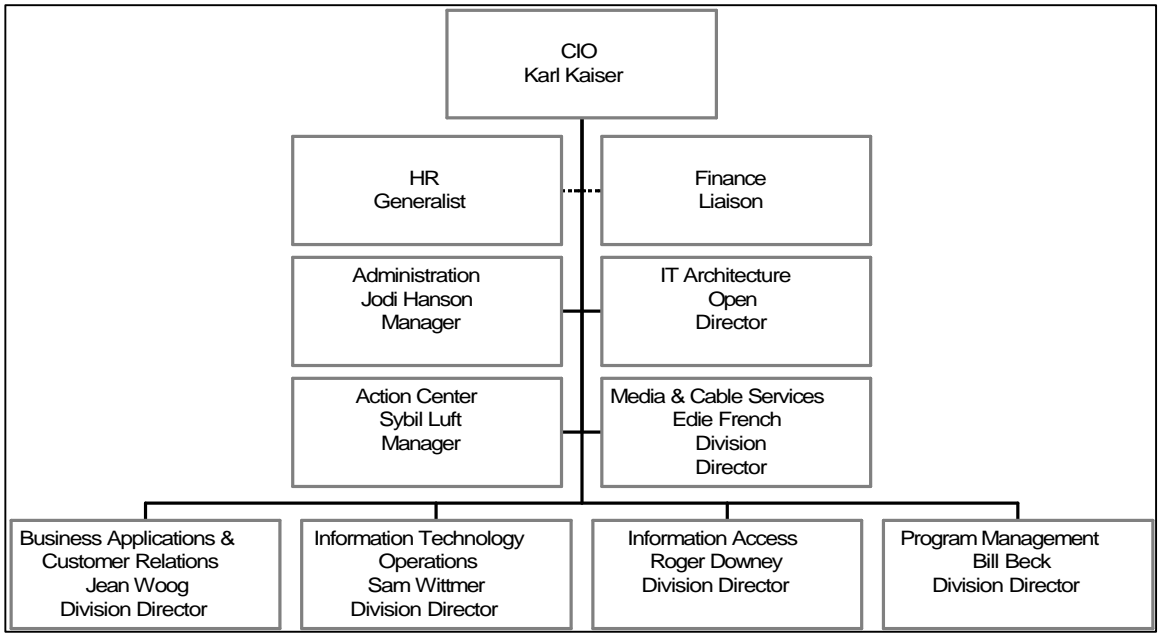 CIO
Karl Kaiser
HR
Generalist
Finance
Liaison
Administration
Jodi Hanson
Manager
IT Architecture
Open
Director
Action Center
Sybil Luft
Manager
Media & Cable Services
Edie French
Division
Director
Business Applications &
Customer Relations
Jean Woog
Division Director
Information Technology
Operations
Sam Wittmer
Division Director
Information Access
Roger Downey
Division Director
Program Management
Bill Beck
Division Director